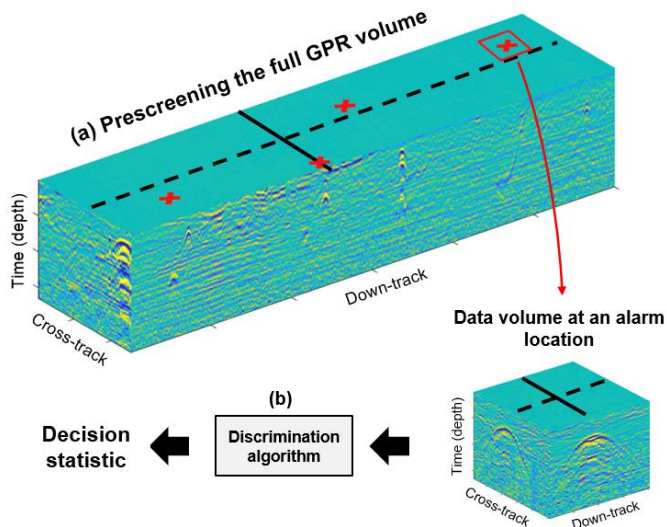 (a) Prescreening the full GPR volume
Time (depth)
Cross-track
Down-track
Data volume at an alarm
location
(b)
Decision
statistic
Discrimination
algorithm
Time (depth)
Cross-track
Down-track